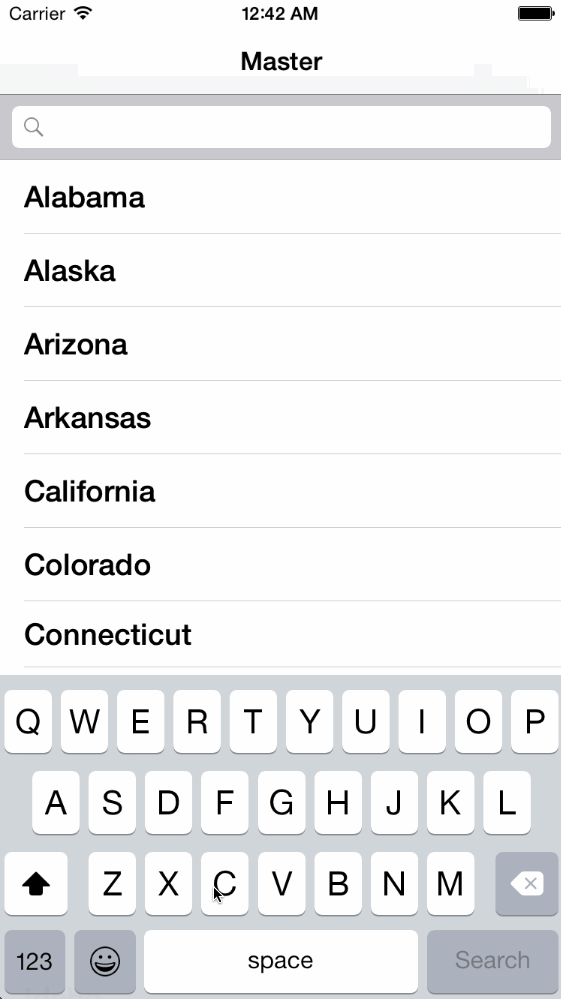 Carrier 12:42 AM
Master
Alabama
Alaska
Arizona
Arkansas
California
Colorado
Connecticut
Q W E R T Y U I O P
A S D F G H J K L
Z X C V B N M
123 space Search